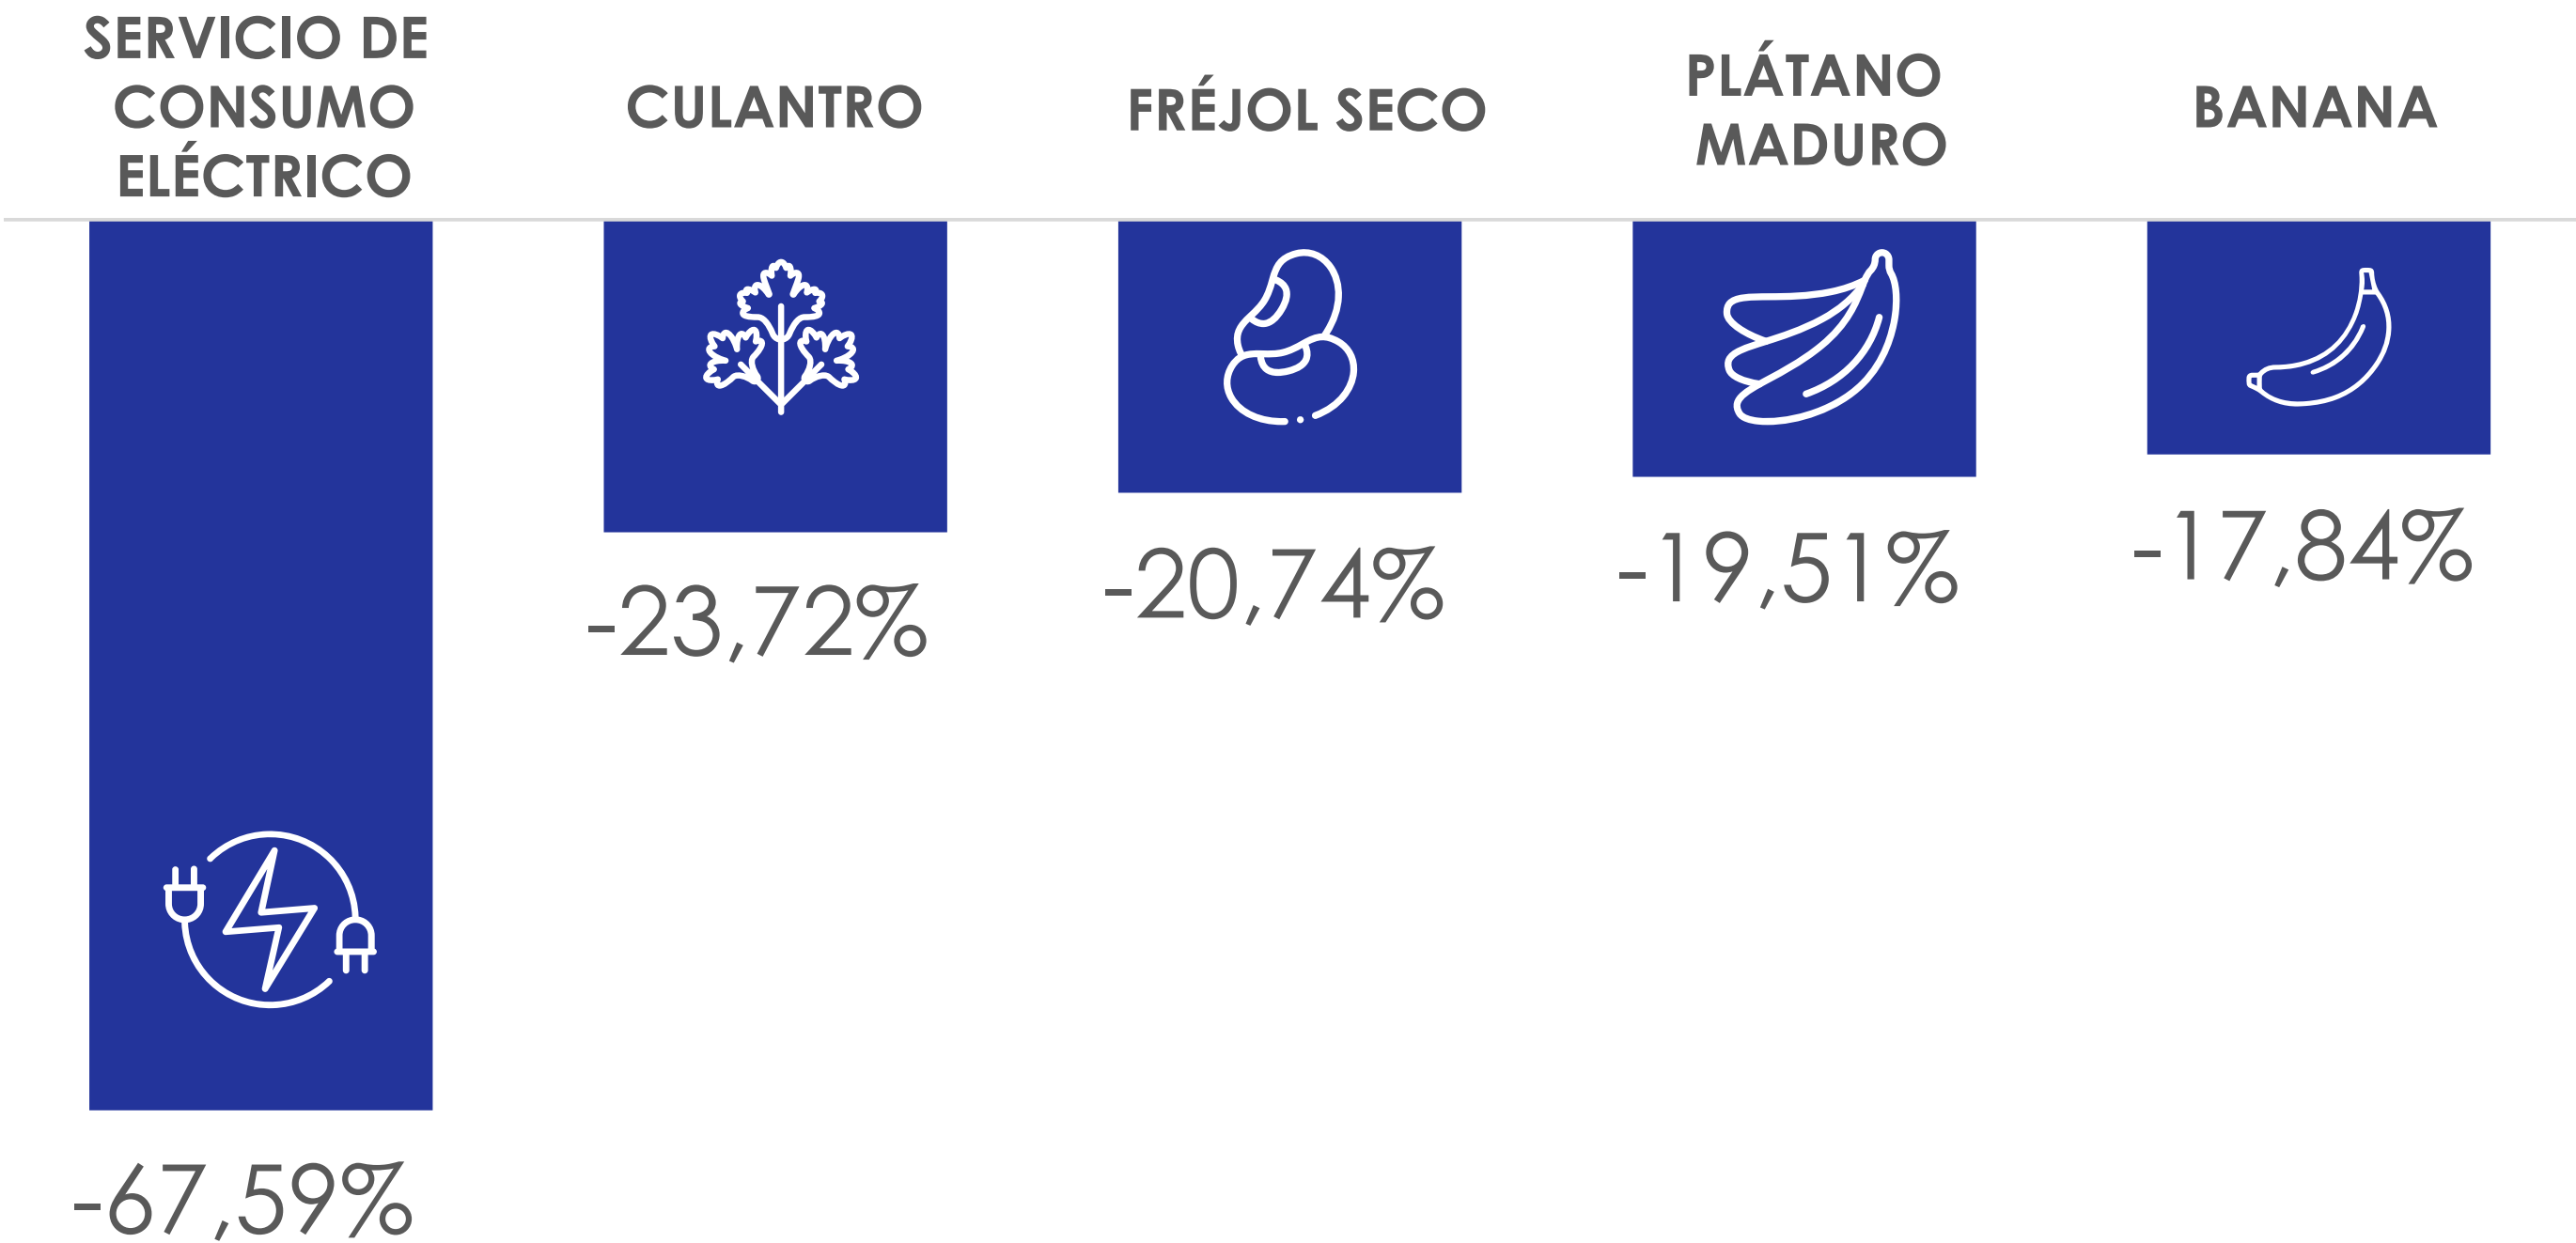 SERVICIO DE
CONSUMO
ELÉCTRICO
CULANTRO
FRÉJOL SECO
PLÁTANO
MADURO
BANANA
-67,59%
-23,72%
-20,74%
-19,51%
-17,84%